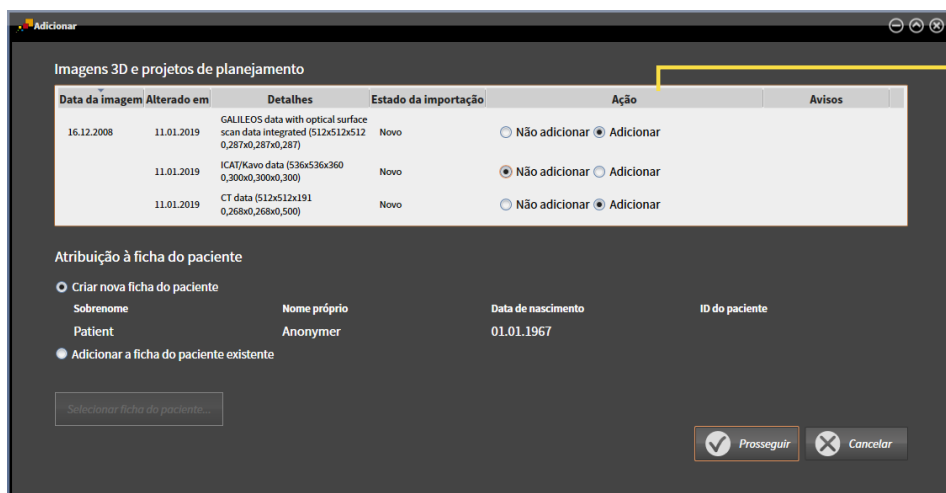 Adicionar
Imagens 3D e projetos de planejamento
Data da imagem Alterado em Detalhes Estado da importação Ação Avisos
GALILEOS data with optical surface
16.12.2008 11.01.2019 scan data integrated (512x512x512 Novo Não adicionar Adicionar
0,287x0,287x0,287)
ICAT/Kavo data (536x536x360
11.01.2019 Novo Não adicionar Adicionar
0,300x0,300x0,300)
CT data (512x512x191
11.01.2019 Novo Não adicionar Adicionar
0,268x0,268x0,500)
Atribuição à ficha do paciente
Criar nova ficha do paciente
Sobrenome Nome próprio Data de nascimento ID do paciente
Patient Anonymer 01.01.1967
Adicionar a ficha do paciente existente
Selecionar ficha do paciente...
Prosseguir Cancelar